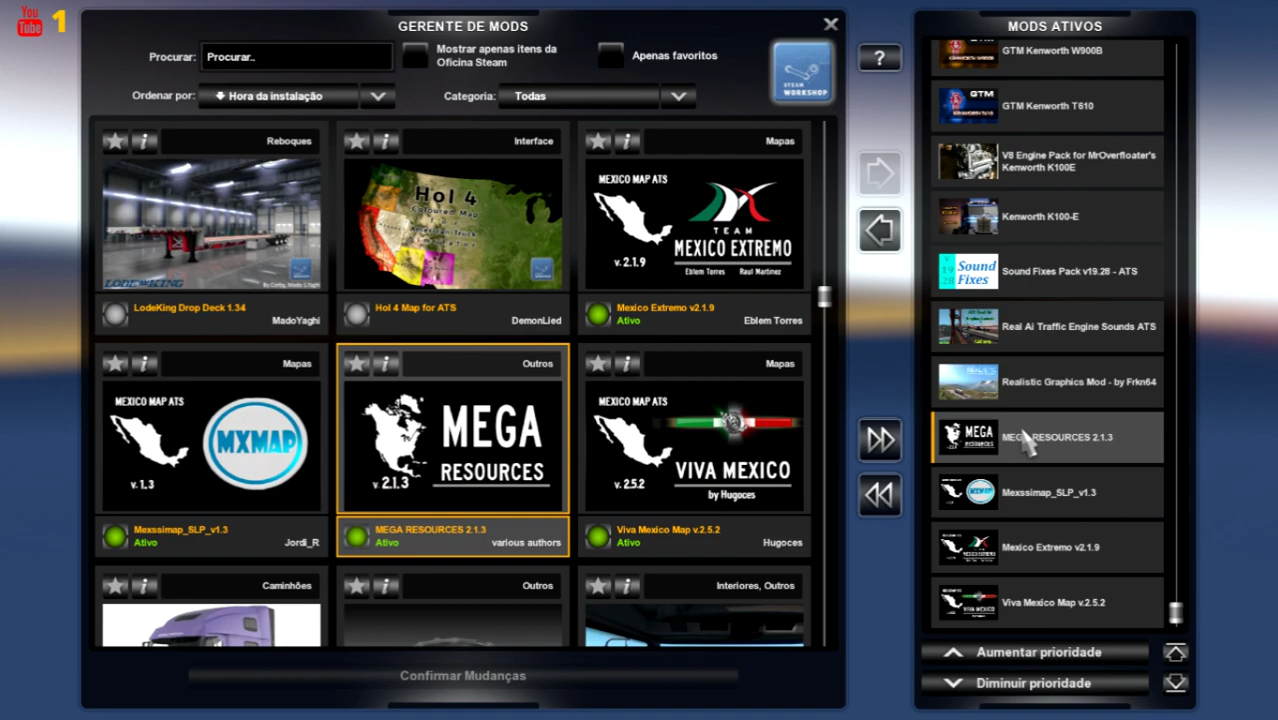 You
Tube
1
GERENTE DE MODS
Procurar:
Procurar..
Mostrar apenas itens da
Oficina Steam
Apenas favoritos
STEAM
WORKSHOP
Ordenar por:
Hora da instalação
Categoria:
Todas
Reboques
LODE KING
LodeKing Drop Deck 1.34
MadoYaghi
Interface
Hol 4
Coloured Map
Hol 4 Map for ATS
DemonLied
Mapas
MEXICO MAP ATS
TEAM
MEXICO EXTREMO
v. 2.1.9
Eblem Torres Raul Martinez
Mexico Extremo v2.1.9
Ativo
Eblem Torres
Mapas
MEXICO MAP ATS
MXMAP
v. 1.3
Mexssimap_SLP_v1.3
Ativo
Jordi_R
Outros
MEGA
RESOURCES
v. 2.1.3
MEGA RESOURCES 2.1.3
Ativo
various authors
Mapas
MEXICO MAP ATS
VIVA MEXICO
v. 2.5.2
by Hugoces
Viva Mexico Map v.2.5.2
Ativo
Hugoces
Caminhões
Outros
Interiores, Outros
Confirmar Mudanças
?
MODS ATIVOS
GTM Kenworth W900B
GTM
GTM Kenworth T610
V8 Engine Pack for MrOverfloater's
Kenworth K100E
Kenworth K100-E
Sound
Fixes
Sound Fixes Pack v19.28 - ATS
Real Ai Traffic Engine Sounds ATS
Realistic Graphics Mod - by Frkn64
MEGA
RESOURCES
MEGA RESOURCES 2.1.3
Mexssimap_SLP_v1.3
Mexico Extremo v2.1.9
VIVA MEXICO
Viva Mexico Map v.2.5.2
Aumentar prioridade
Diminuir prioridade